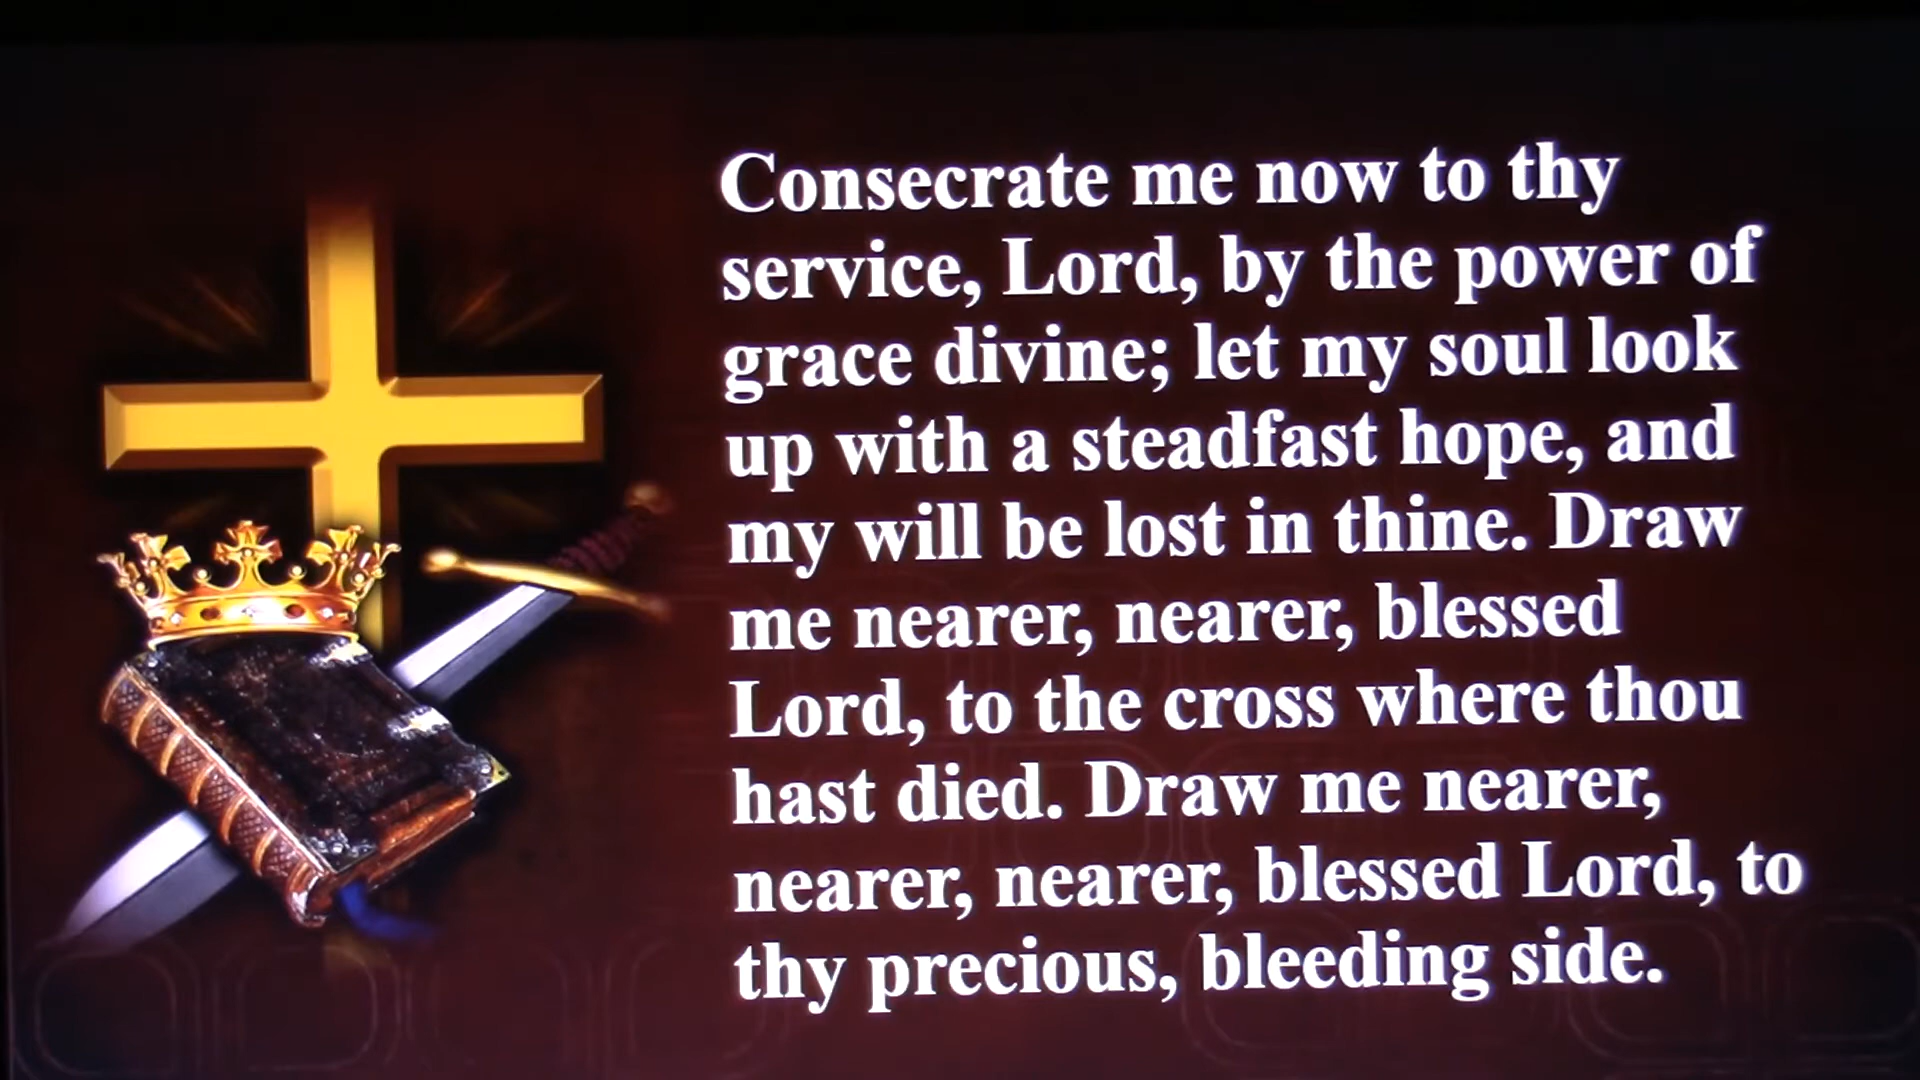 Consecrate me now to thy
service, Lord, by the power of
grace divine; let my soul look
up with a steadfast hope, and
my will be lost in thine. Draw
me nearer, nearer, blessed
Lord, to the cross where thou
hast died. Draw me nearer,
nearer, nearer, blessed Lord, to
thy precious, bleeding side.